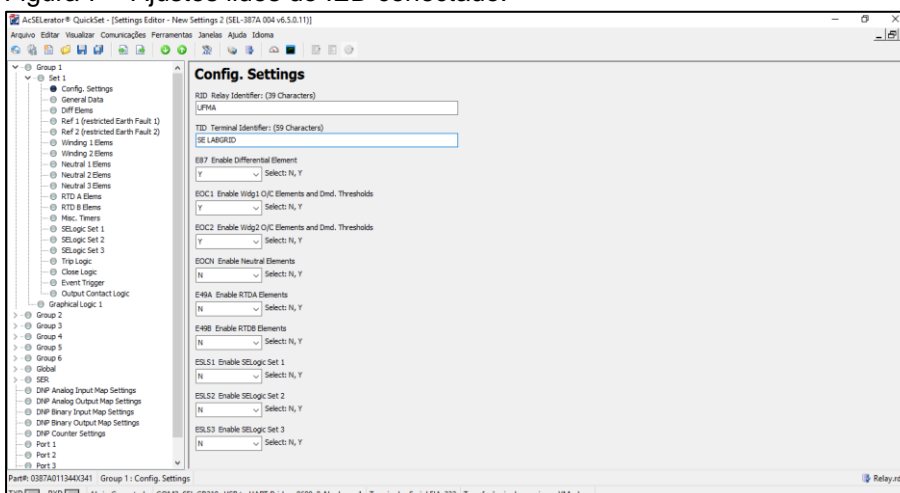 AcSELerator® QuickSet - [Settings Editor - New Settings 2 (SEL-387A 004 v6.5.0.11)]
Arquivo Editar Visualizar Comunicações Ferramentas Janelas Ajuda Idioma
Group 1
Set 1
Config. Settings
General Data
Diff Elems
Ref 1 (restricted Earth Fault 1)
Ref 2 (restricted Earth Fault 2)
Winding 1 Elems
Winding 2 Elems
Neutral 1 Elems
Neutral 2 Elems
Neutral 3 Elems
RTD A Elems
RTD B Elems
Misc. Timers
SELogic Set 1
SELogic Set 2
SELogic Set 3
Trip Logic
Close Logic
Event Trigger
Output Contact Logic
Graphical Logic 1
Group 2
Group 3
Group 4
Group 5
Group 6
Global
SER
DNP Analog Input Map Settings
DNP Analog Output Map Settings
DNP Binary Input Map Settings
DNP Binary Output Map Settings
DNP Counter Settings
Port 1
Port 2
Port 3
Config. Settings
RID Relay Identifier: (39 Characters)
UFMA
TID Terminal Identifier: (59 Characters)
SE LABGRID
E87 Enable Differential Element
Y Select: N, Y
EOC1 Enable Wdg1 O/C Elements and Dmd. Thresholds
Y Select: N, Y
EOC2 Enable Wdg2 O/C Elements and Dmd. Thresholds
Y Select: N, Y
EOCN Enable Neutral Elements
N Select: N, Y
E49A Enable RTDA Elements
N Select: N, Y
E49B Enable RTDB Elements
N Select: N, Y
ESLS1 Enable SELogic Set 1
N Select: N, Y
ESLS2 Enable SELogic Set 2
N Select: N, Y
ESLS3 Enable SELogic Set 3
N Select: N, Y
Part#: 0387A011344X341 Group 1 : Config. Settings